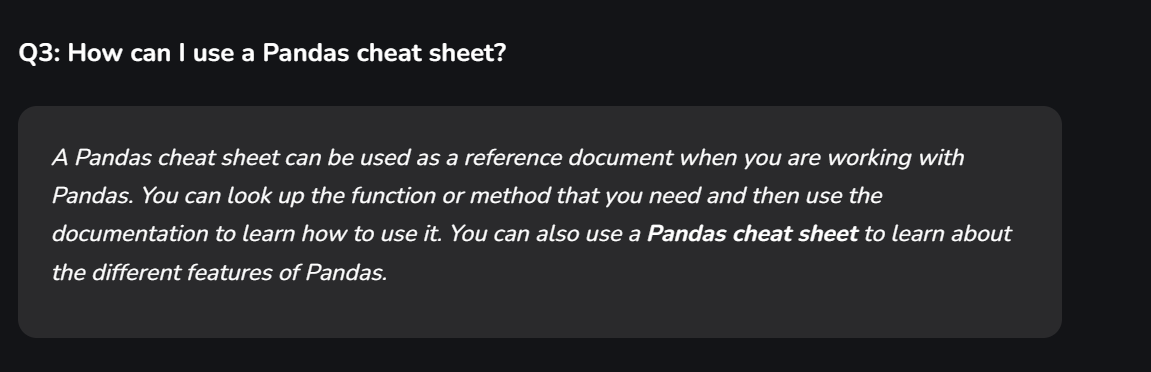 Q3: How can I use a Pandas cheat sheet?
A Pandas cheat sheet can be used as a reference document when you are working with
Pandas. You can look up the function or method that you need and then use the
documentation to learn how to use it. You can also use a Pandas cheat sheet to learn about
the different features of Pandas.